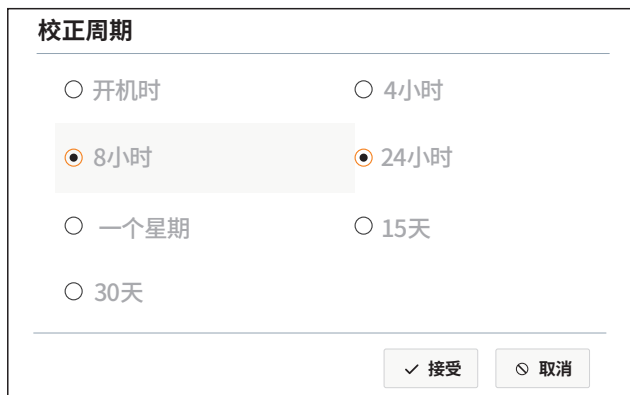 校正周期
开机时 4小时
8小时 24小时
一个星期 15天
30天
接受 取消